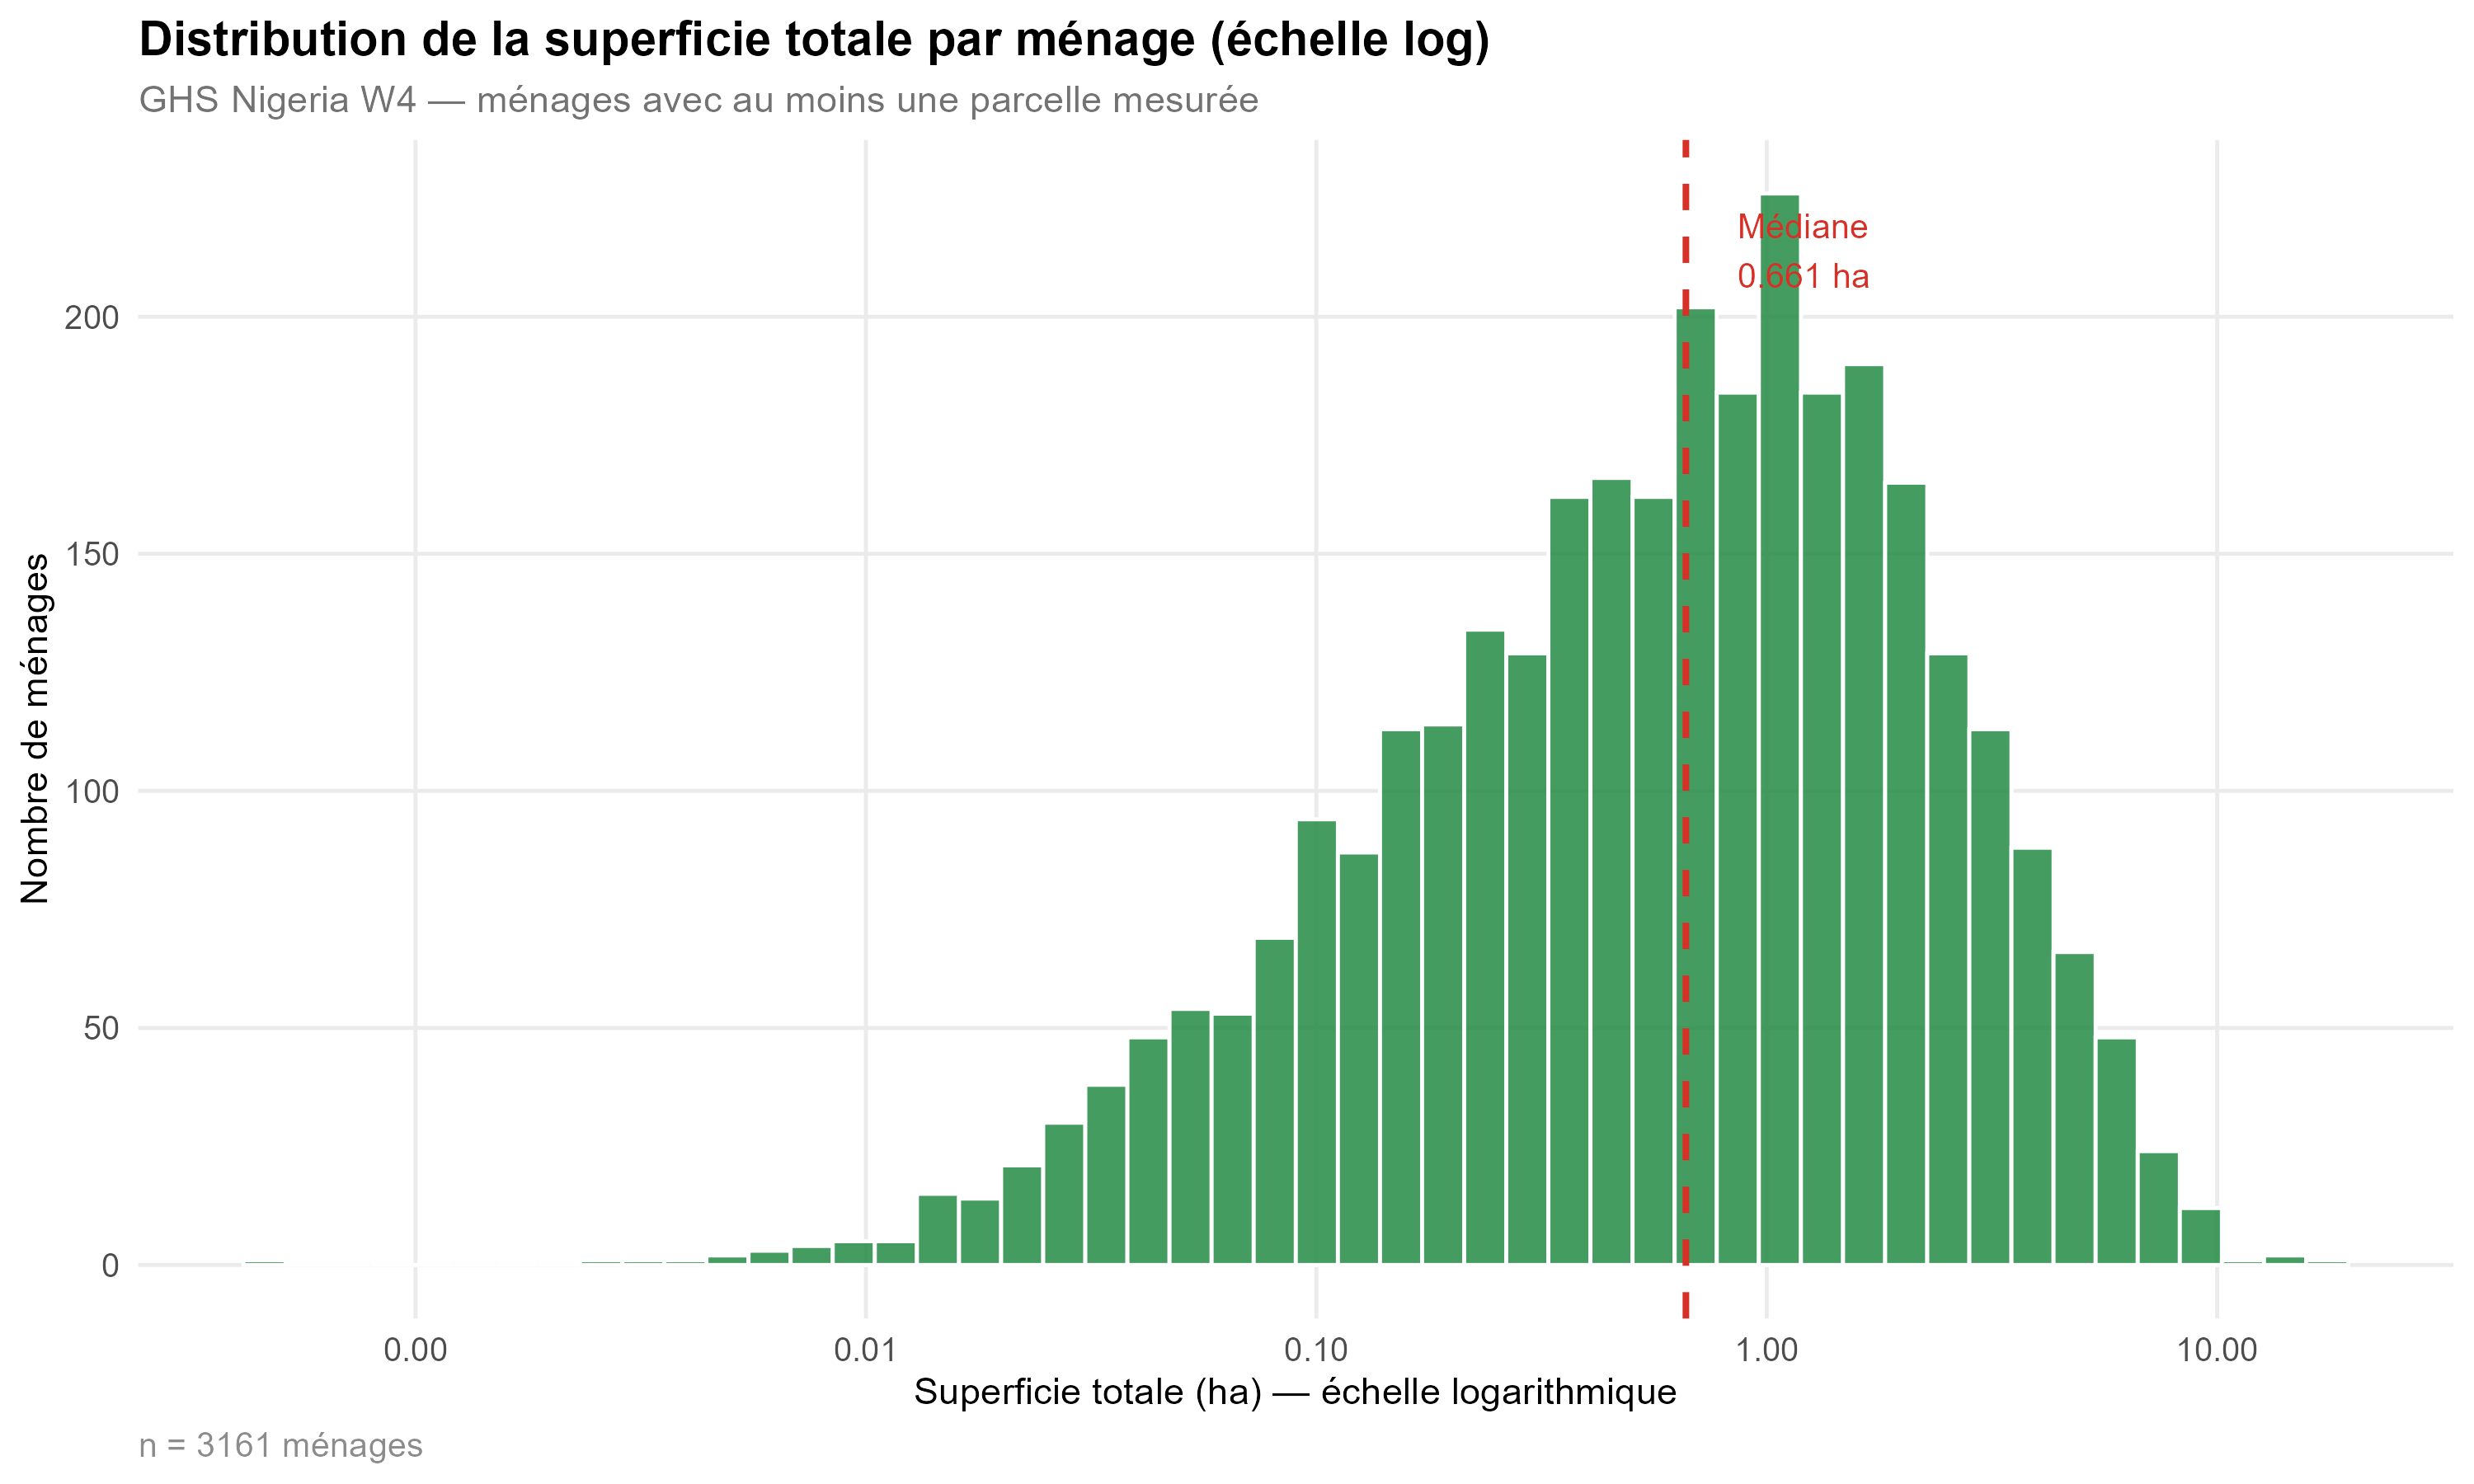 Distribution de la superficie totale par ménage (échelle log)
GHS Nigeria W4 — ménages avec au moins une parcelle mesurée
Médiane
0.661 ha
200
150
100
50
0
Nombre de ménages
0.00 0.01 0.10 1.00 10.00
Superficie totale (ha) — échelle logarithmique
n = 3161 ménages